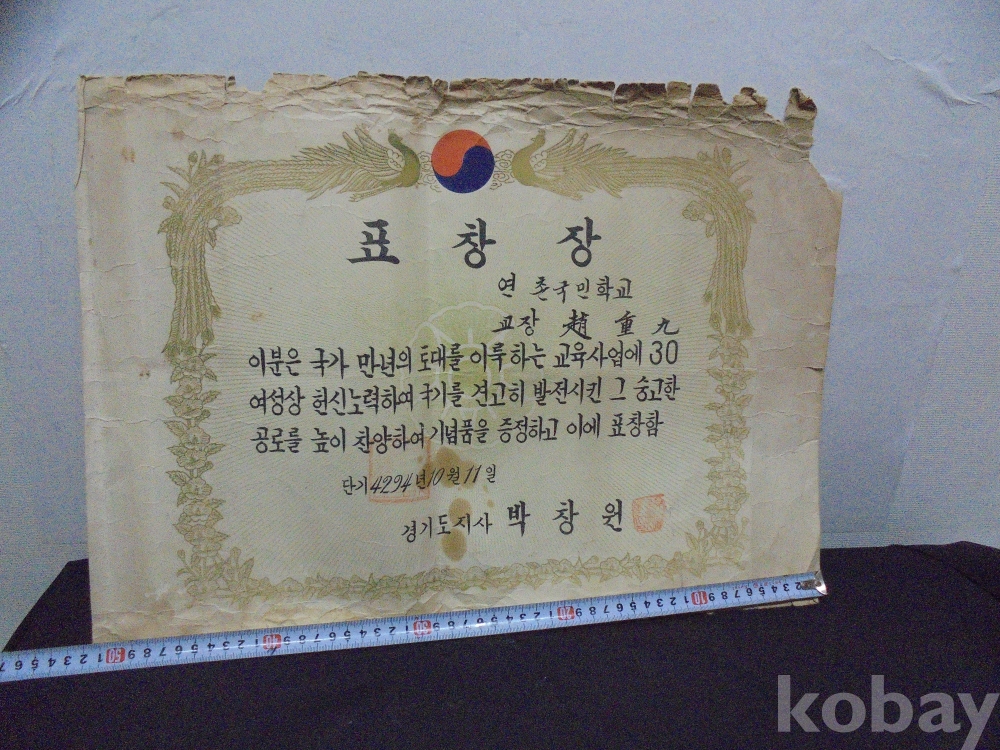 표 창 장
연촌국민학교
교장 趙 重 九
이분은 국가 만년의 토대를 이룩하는 교육사업에 30
여성상 헌신노력하여 국기를 견고히 발전시킨 그 숭고한
공로를 높이 찬양하여 기념품을 증정하고 이에 표창함
단기 4294년 10월 11일
경기도지사 박 창 원
kobay